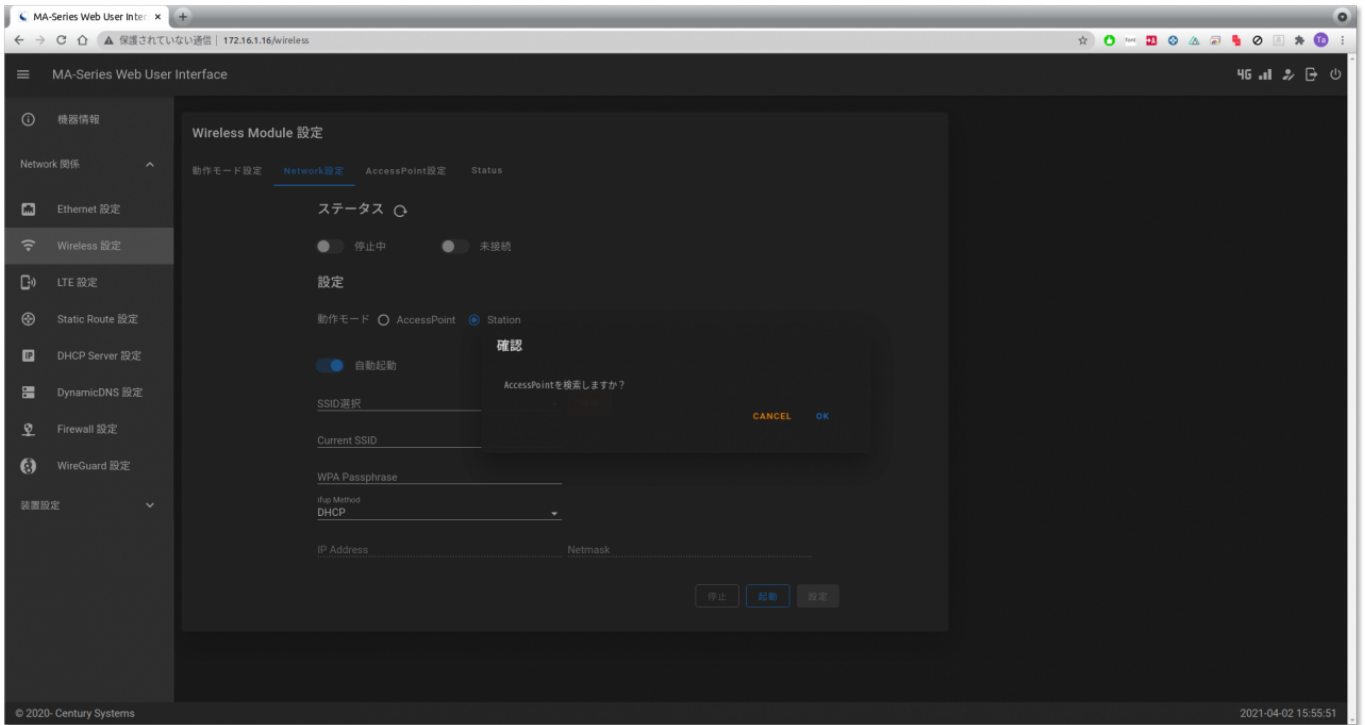 MA-Series Web User Inter
保護されていない通信 | 172.16.1.16/wireless
Ta
MA-Series Web User Interface
4G
機器情報
Network 関係
Ethernet 設定
Wireless 設定
LTE 設定
Static Route 設定
IP
DHCP Server 設定
DynamicDNS 設定
Firewall 設定
WireGuard 設定
装置設定
Wireless Module 設定
動作モード設定 Network設定 AccessPoint設定 Status
ステータス
停止中 未接続
設定
動作モード AccessPoint Station
自動起動
SSID選択
Current SSID
WPA Passphrase
ifup Method
DHCP
IP Address Netmask
停止 起動 設定
確認
AccessPointを検索しますか？
CANCEL OK
© 2020- Century Systems
2021-04-02 15:55:51